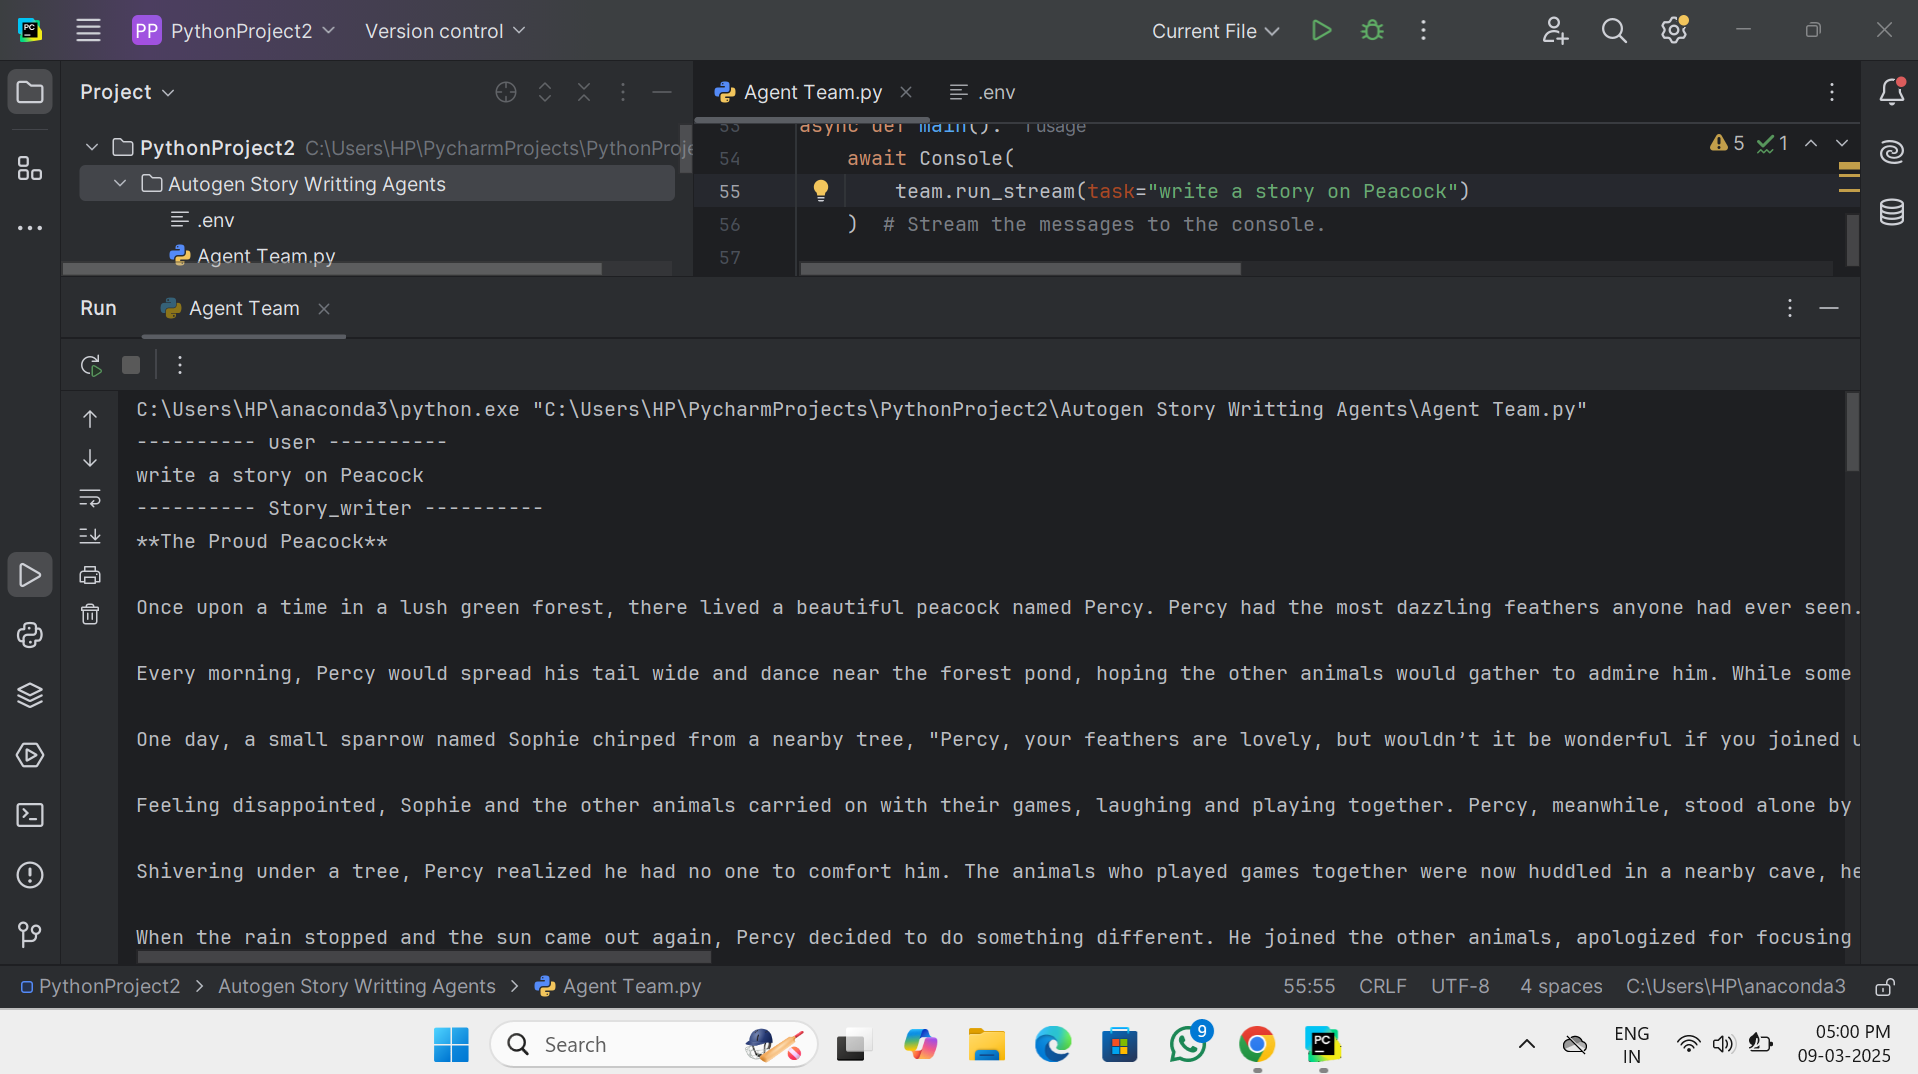 PC
PP PythonProject2
Version control
Current File
Project
Agent Team.py
.env
PythonProject2 C:\Users\HP\PycharmProjects\PythonProje
Autogen Story Writting Agents
.env
Agent Team.py
53 async def main(): 1 usage
54 await Console(
55 team.run_stream(task="write a story on Peacock")
56 ) # Stream the messages to the console.
57
5 1
Run Agent Team
C:\Users\HP\anaconda3\python.exe "C:\Users\HP\PycharmProjects\PythonProject2\Autogen Story Writting Agents\Agent Team.py"
---------- user ----------
write a story on Peacock
---------- Story_writer ----------
**The Proud Peacock**
Once upon a time in a lush green forest, there lived a beautiful peacock named Percy. Percy had the most dazzling feathers anyone had ever seen.
Every morning, Percy would spread his tail wide and dance near the forest pond, hoping the other animals would gather to admire him. While some
One day, a small sparrow named Sophie chirped from a nearby tree, "Percy, your feathers are lovely, but wouldn’t it be wonderful if you joined u
Feeling disappointed, Sophie and the other animals carried on with their games, laughing and playing together. Percy, meanwhile, stood alone by
Shivering under a tree, Percy realized he had no one to comfort him. The animals who played games together were now huddled in a nearby cave, he
When the rain stopped and the sun came out again, Percy decided to do something different. He joined the other animals, apologized for focusing
PythonProject2 > Autogen Story Writting Agents > Agent Team.py
55:55 CRLF UTF-8 4 spaces C:\Users\HP\anaconda3
Search
9
PC
ENG
IN
05:00 PM
09-03-2025